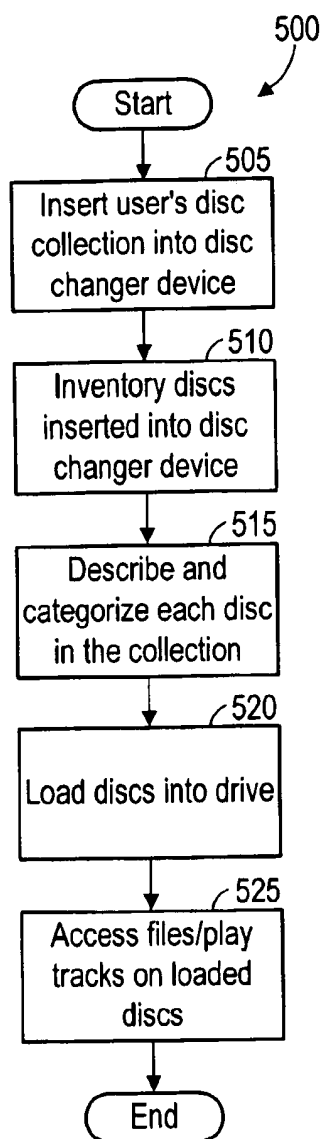 500
Start
505
Insert user's disc
collection into disc
changer device
510
Inventory discs
inserted into disc
changer device
515
Describe and
categorize each disc
in the collection
520
Load discs into drive
525
Access files/play
tracks on loaded
discs
End